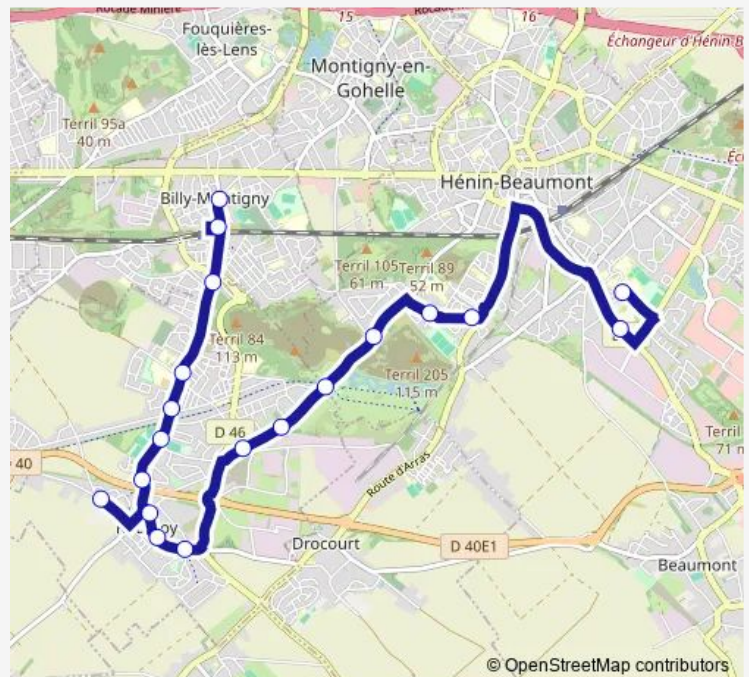 Rocade Minière
Fouquières-
lès-Lens
15
16
Échangeur d'Hénin-B
Montigny-en-
Gohelle
Terril 95a
40 m
Éc
Hénin-Beaumont
Billy-Montigny
Terril 105
61 m
Terril 89
52 m
Terril 84
113 m
Terril 205
115 m
D 46
Terril
71 m
40
Route d'Arras
Drocourt
D 40E1
Beaumont
© OpenStreetMap contributors